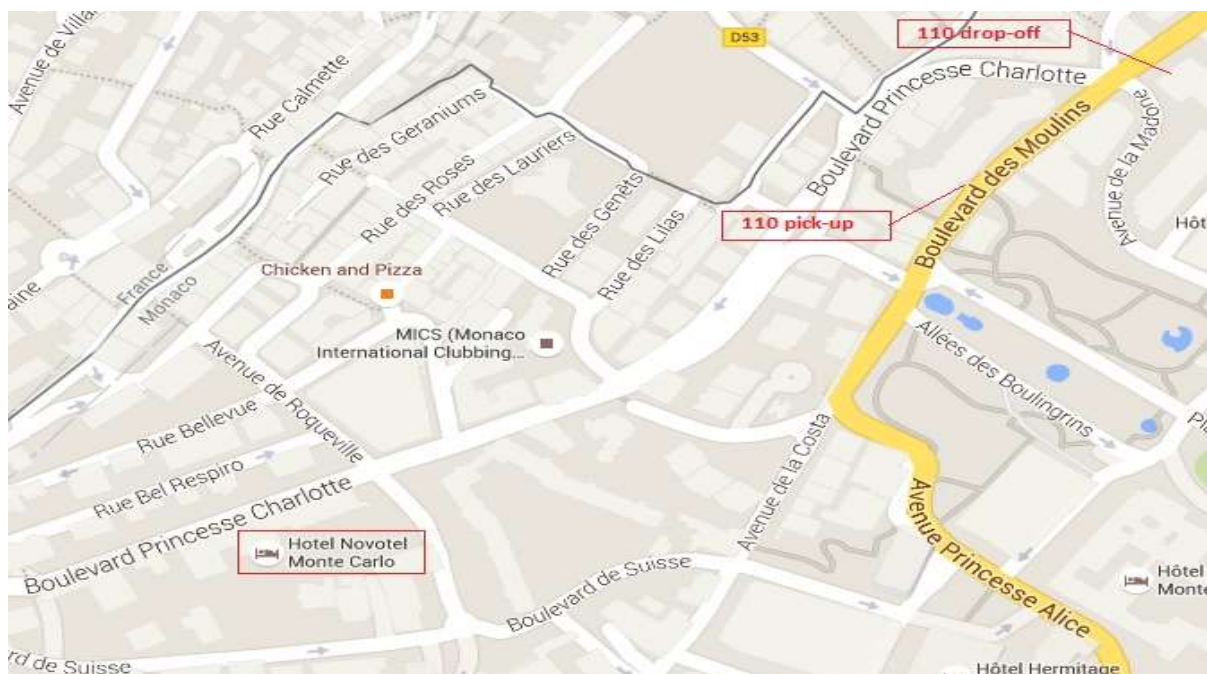 Avenue de Villai
D53
110 drop-off
Rue Calmette
Boulevard Princesse Charlotte
Rue des Geraniums
Boulevard des Moulins
Avenue de la Madone
Rue des Roses
Rue des Lauriers
Boulevard Princesse Charlotte
Rue des Genêts
Rue des Lilas
110 pick-up
Hôt
Chicken and Pizza
aine
France
Monaco
MICS (Monaco
International Clubbing...
Allées des Boulingrins
Avenue de Roqueville
Rue Bellevue
Avenue de la Costa
Pla
Rue Bel Respiro
Boulevard Princesse Charlotte
Avenue Princesse Alice
Hotel Novotel
Monte Carlo
Boulevard de Suisse
Hôtel
Monte
rd de Suisse
Hôtel Hermitage